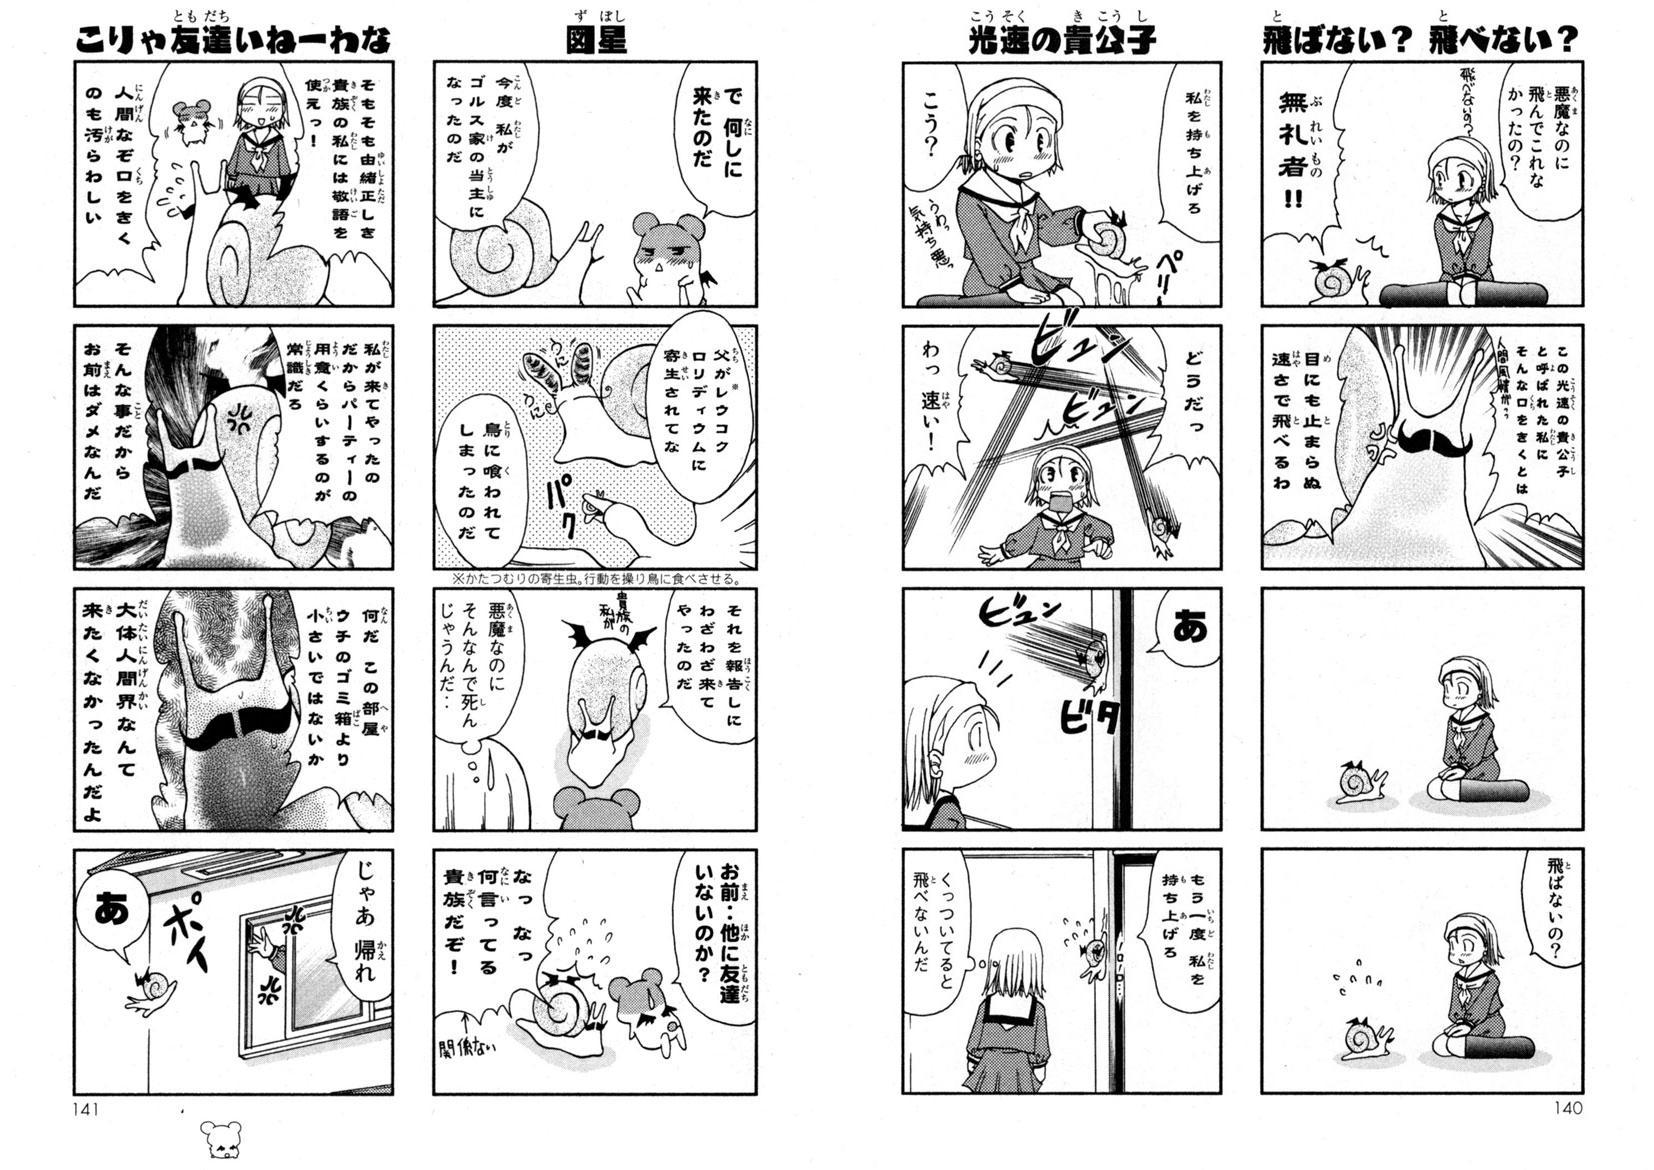 飛ばない？ 飛べない？
悪魔なのに
飛んでこれな
かったの？
飛べないの？
無礼者!!
この光速の貴公子
と呼ばれた私に
そんな口をきくとは
人間風情がっ
目にも止まらぬ
速さで飛べるわ
飛ばないの？
光速の貴公子
私を持ち上げろ
こう？
うわっ
気持ち悪っ
ペリ
どうだっ
ビュン
ビュン
わっ 速い！
あ
ビュン
ビタ
もう一度 私を
持ち上げろ
くっついてると
飛べないんだ
140
図星
で 何しに
来たのだ
今度 私が
ゴルス家の当主に
なったのだ
父がレウコク
ロリディウムに
寄生されてな
うにうに
パク
鳥に喰われて
しまったのだ
※かたつむりの寄生虫。行動を操り鳥に食べさせる。
それを報告しに
わざわざ来て
やったのだ
貴族の
私が
悪魔なのに
そんなんで死ん
じゃうんだ‥
お前‥他に友達
いないのか？
なっ なっ
何言ってる
貴族だぞ！
関係ない
こりゃ友達いねーわな
そもそも由緒正しき
貴族の私には敬語を
使えっ！
人間なぞ口をきく
のも汚らわしい
私が来てやったの
だからパーティーの
用意くらいするのが
常識だろ
そんな事だから
お前はダメなんだ
何だ この部屋
ウチのゴミ箱より
小さいではないか
大体人間界なんて
来たくなかったんだよ
じゃあ 帰れ
ポイ
あ
141